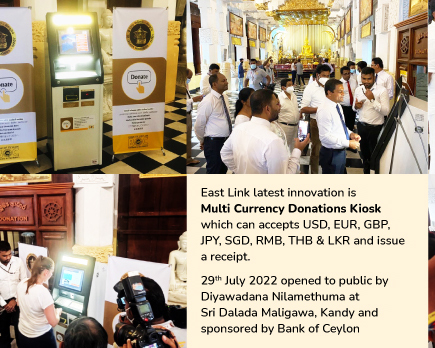 Donate
Donate
DONATION
East Link latest innovation is
Multi Currency Donations Kiosk
which can accepts USD, EUR, GBP,
JPY, SGD, RMB, THB & LKR and issue
a receipt.
29th July 2022 opened to public by
Diyawadana Nilamethuma at
Sri Dalada Maligawa, Kandy and
sponsored by Bank of Ceylon